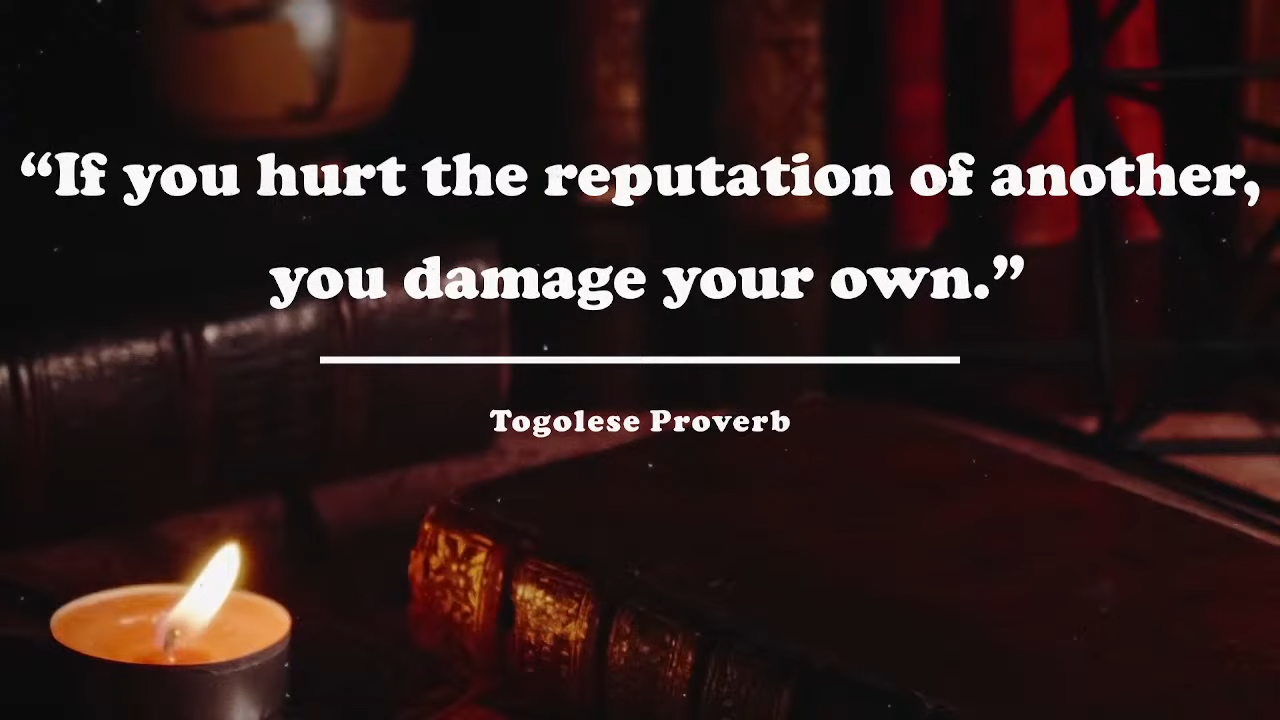 “If you hurt the reputation of another,
you damage your own.”
Togolese Proverb